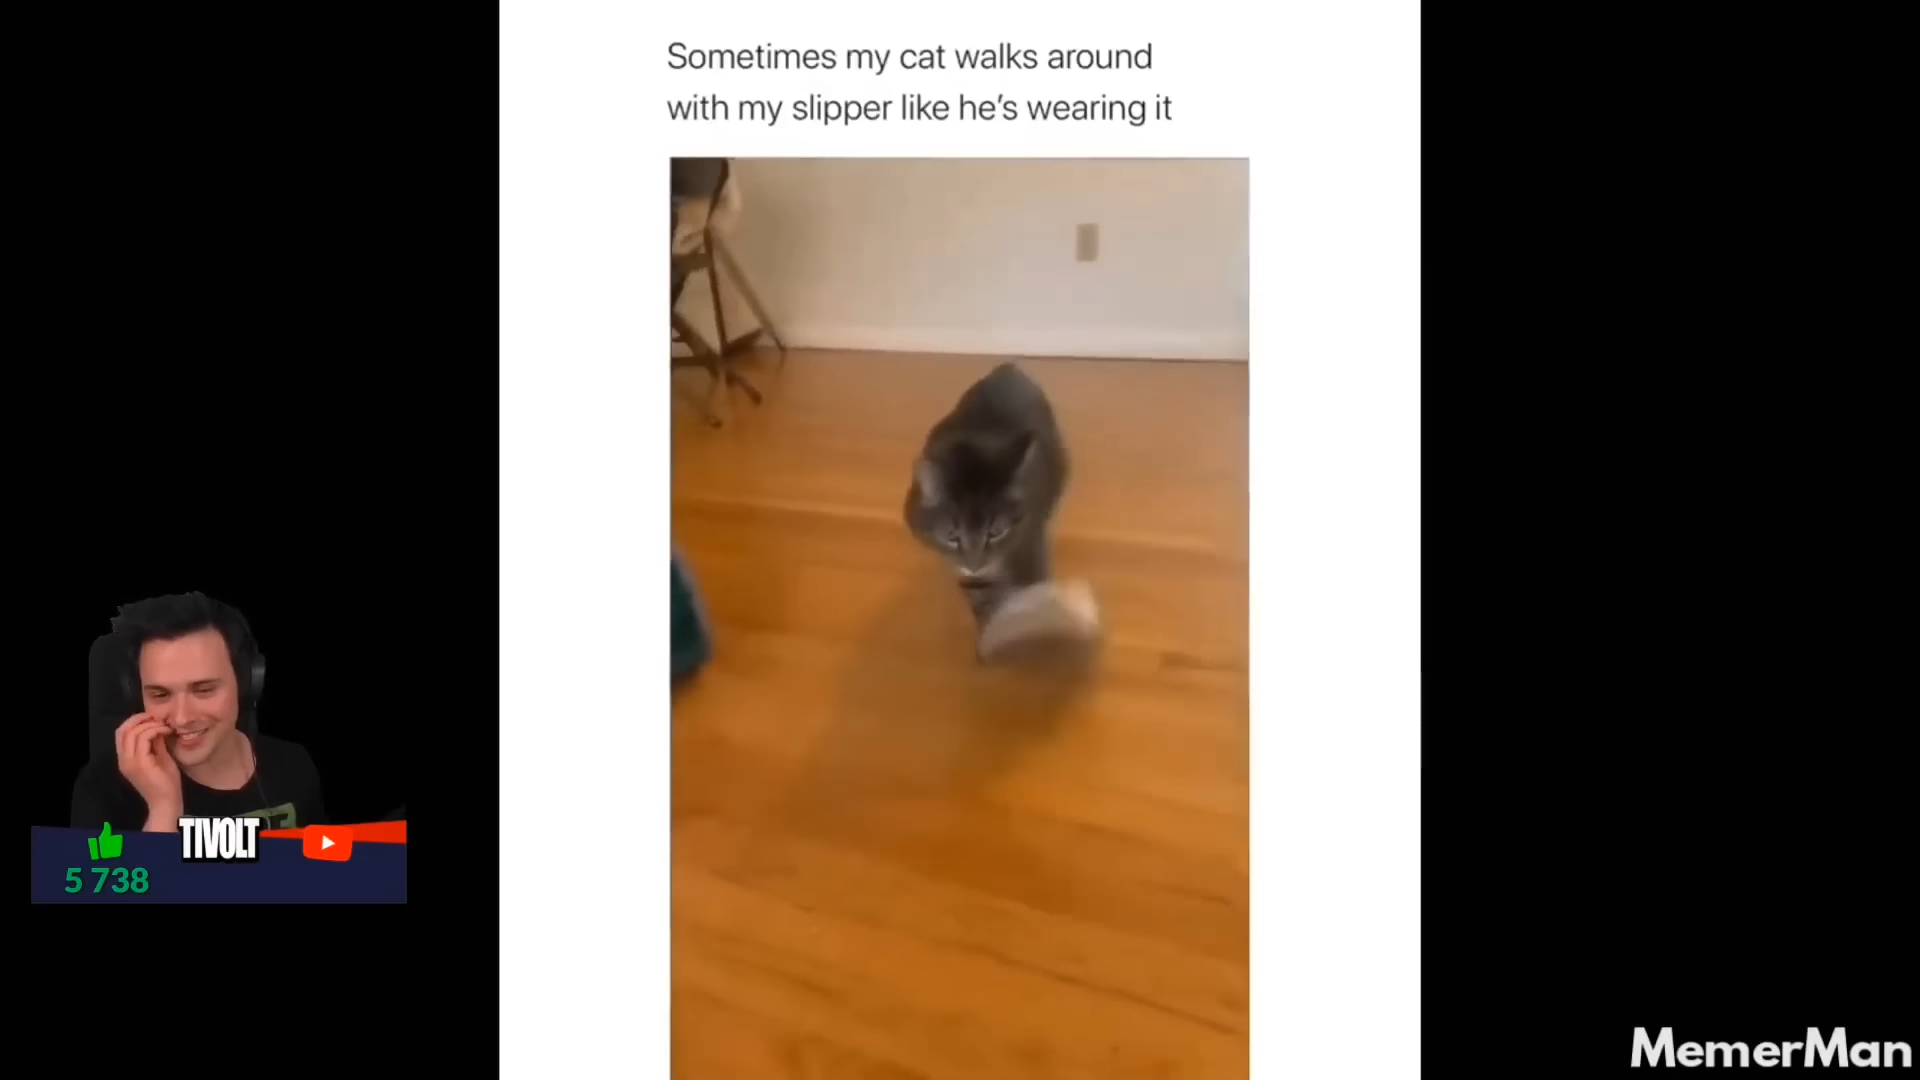 Sometimes my cat walks around
with my slipper like he's wearing it
TIVOLT
5 738
MemerMan